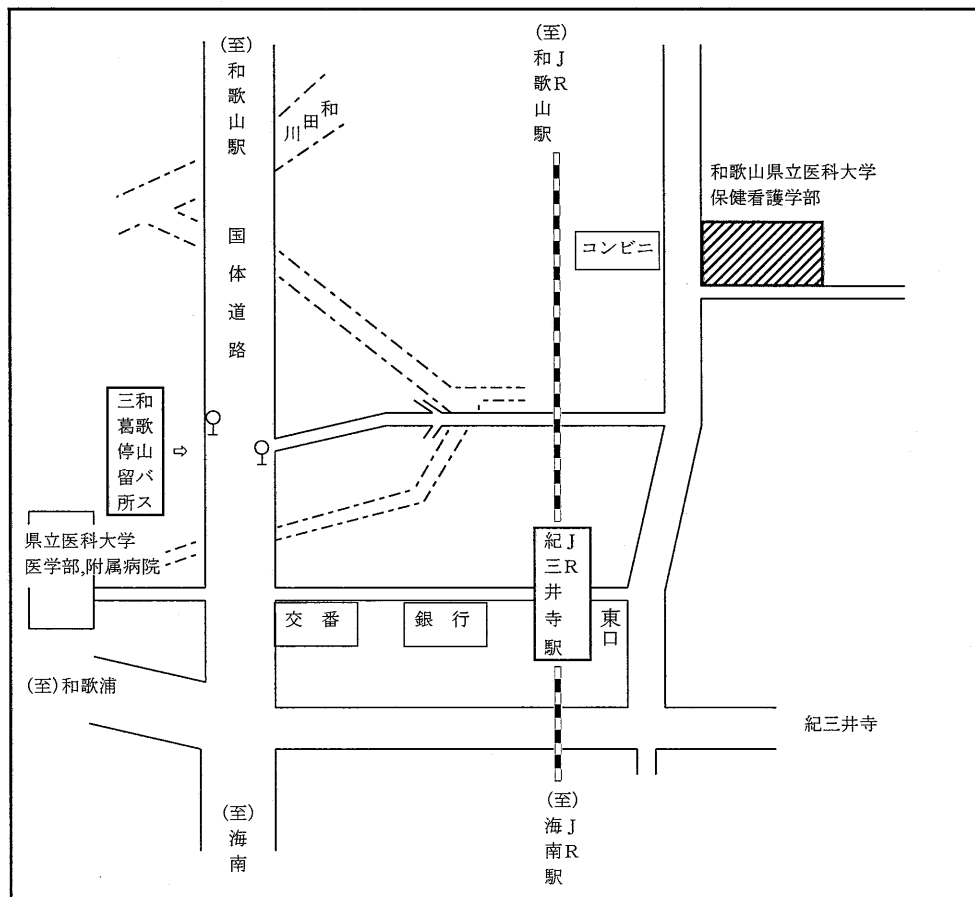 (至)和歌山駅
(至)
JR
和歌山駅
和田川
和歌山県立医科大学
保健看護学部
コンビニ
国体道路
和歌山バス
三葛停留所
⇨
県立医科大学
医学部,附属病院
JR
紀三井寺駅
東口
交番
銀行
(至)和歌浦
紀三井寺
(至)海南
(至)
JR
海南駅